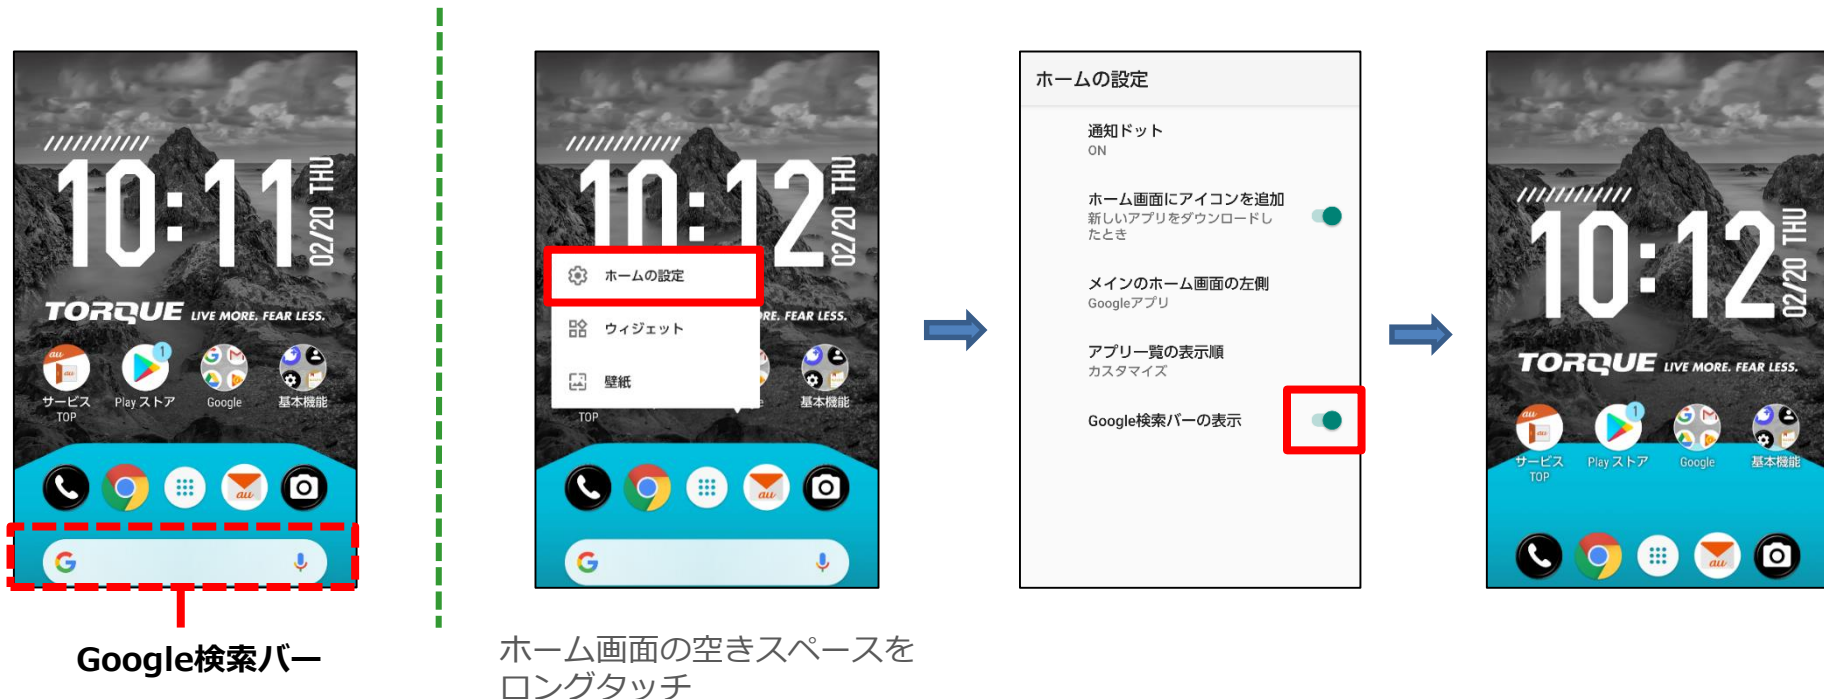 10:11
02/20 THU
TORQUE LIVE MORE. FEAR LESS.
au
au
1
サービス
TOP
Play ストア
Google
基本機能
au
Google検索バー
10:12
02/20 THU
ホームの設定
ウィジェット
壁紙
RE. FEAR LESS.
TOP
e
基本機能
au
ホーム画面の空きスペースを
ロングタッチ
ホームの設定
通知ドット
ON
ホーム画面にアイコンを追加
新しいアプリをダウンロードし
たとき
メインのホーム画面の左側
Googleアプリ
アプリ一覧の表示順
カスタマイズ
Google検索バーの表示
10:12
02/20 THU
TORQUE LIVE MORE. FEAR LESS.
au
au
1
サービス
TOP
Play ストア
Google
基本機能
au